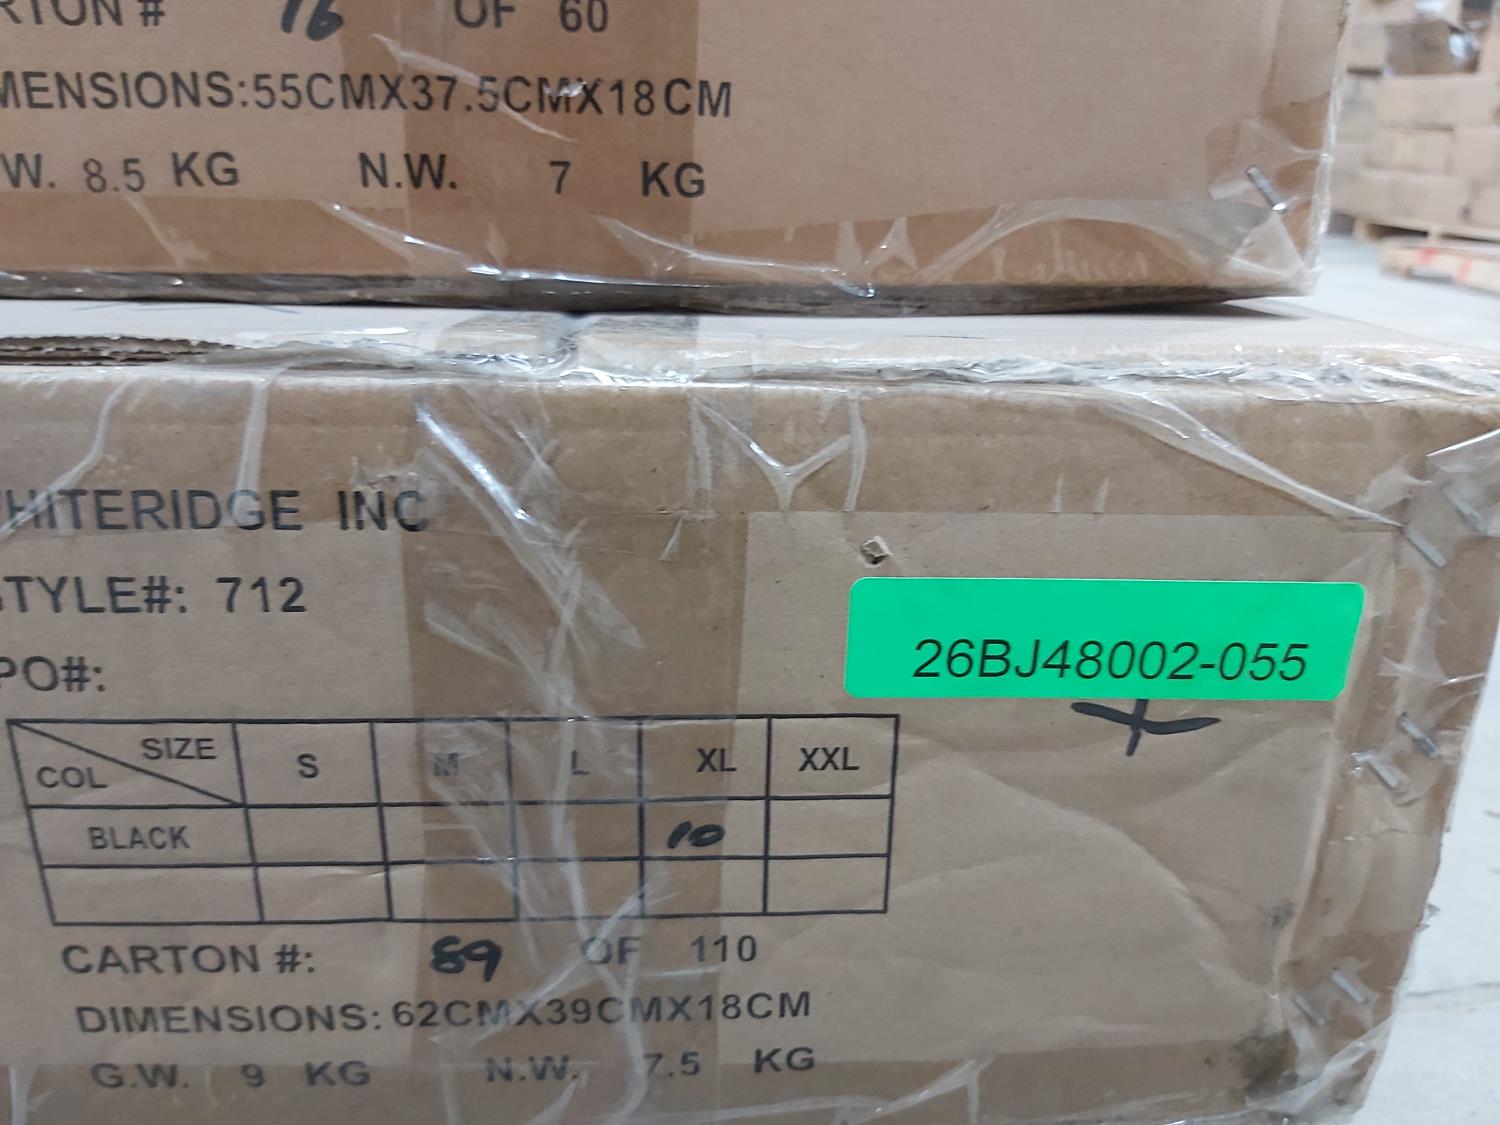 RTON # 16 OF 60
MENSIONS:55CMX37.5CMX18CM
W. 8.5 KG N.W. 7 KG
WHITERIDGE INC
STYLE#: 712
PO#:
26BJ48002-055
COL SIZE S M L XL XXL
BLACK 10
CARTON #: 89 OF 110
DIMENSIONS: 62CMX39CMX18CM
G.W. 9 KG N.W. 7.5 KG